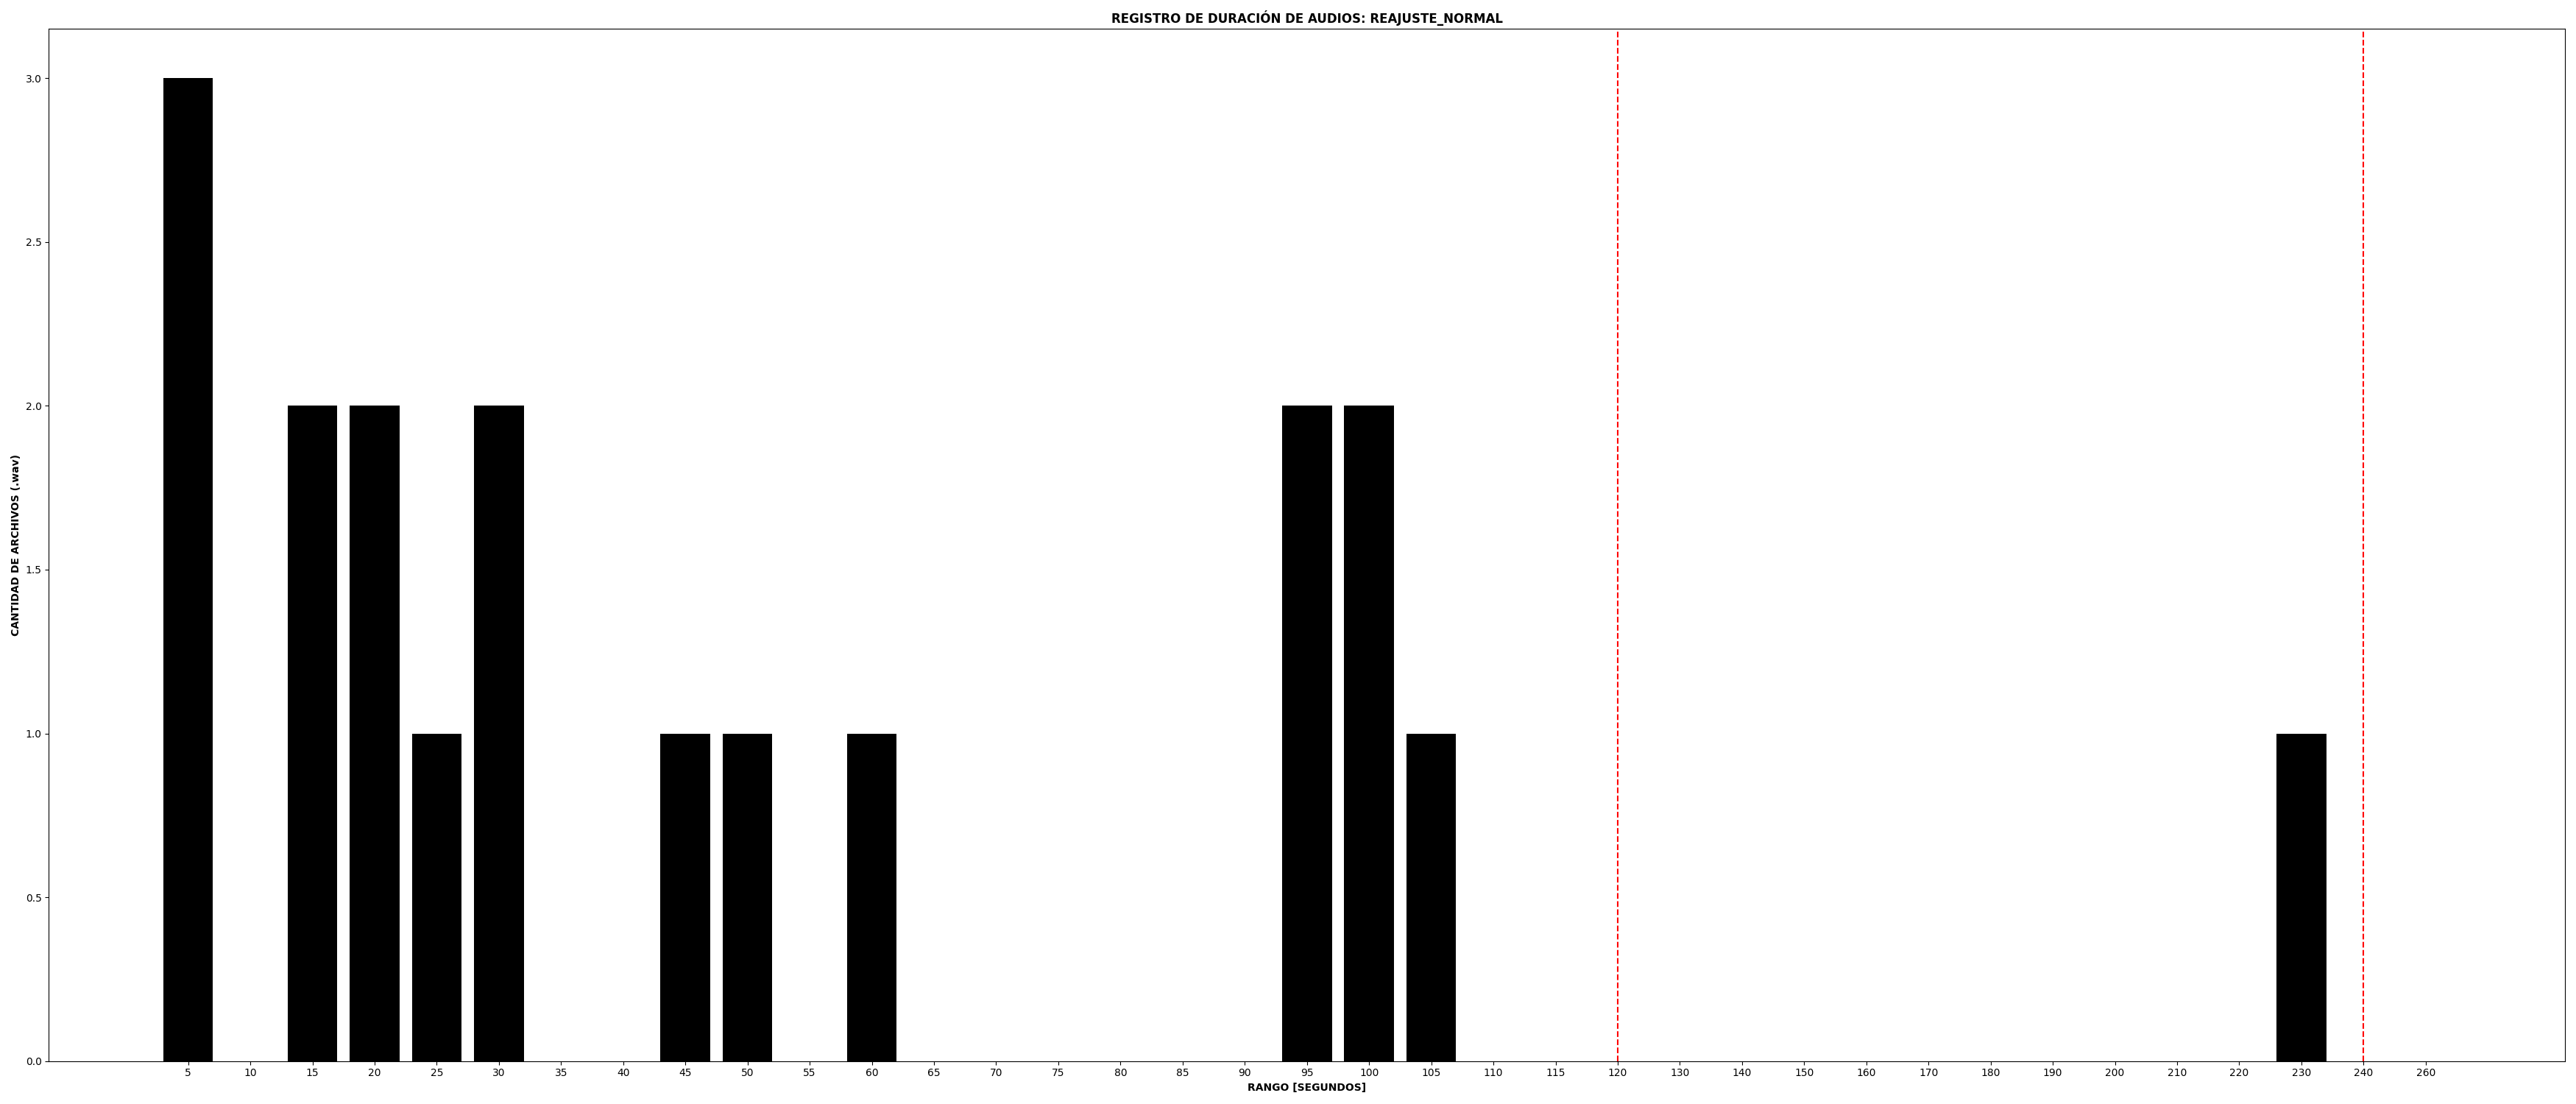 REGISTRO DE DURACIÓN DE AUDIOS: REAJUSTE_NORMAL
CANTIDAD DE ARCHIVOS (.wav)
3.0
2.5
2.0
1.5
1.0
0.5
0.0
5 10 15 20 25 30 35 40 45 50 55 60 65 70 75 80 85 90 95 100 105 110 115 120 130 140 150 160 170 180 190 200 210 220 230 240 260
RANGO [SEGUNDOS]